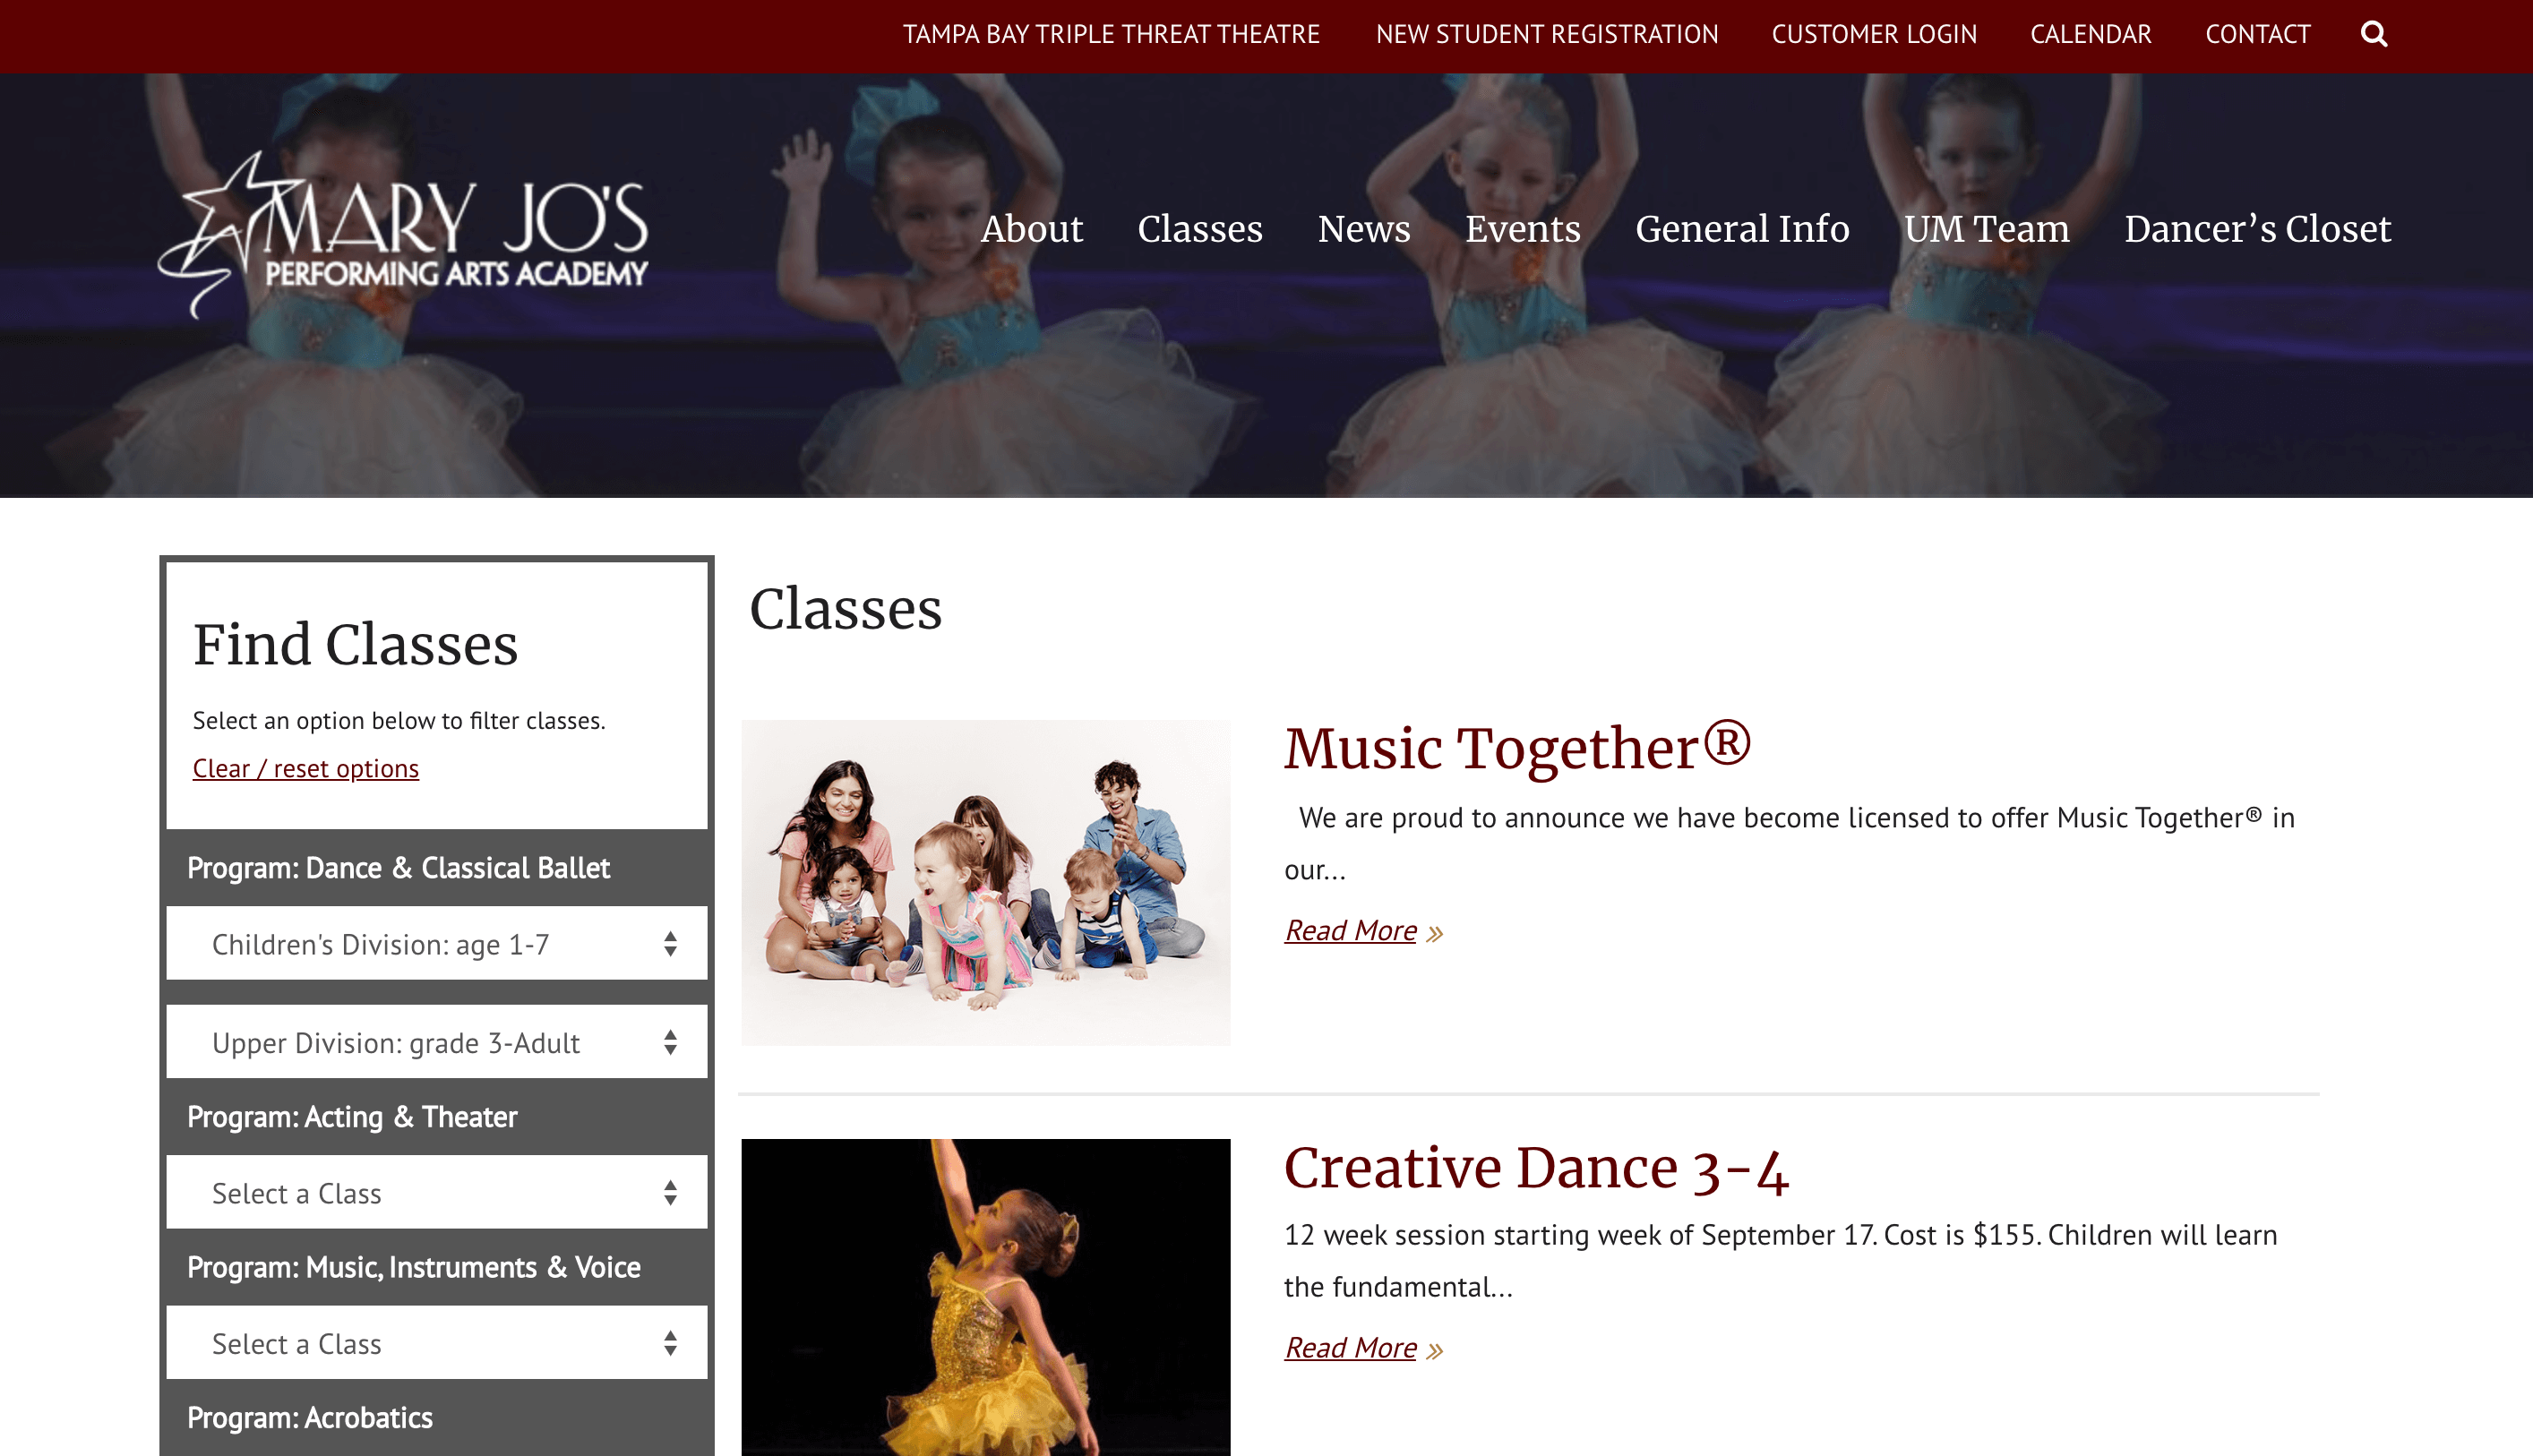 TAMPA BAY TRIPLE THREAT THEATRE NEW STUDENT REGISTRATION CUSTOMER LOGIN CALENDAR CONTACT
MARY JO'S
PERFORMING ARTS ACADEMY
About Classes News Events General Info UM Team Dancer’s Closet
Find Classes
Select an option below to filter classes.
Clear / reset options
Program: Dance & Classical Ballet
Children's Division: age 1-7
Upper Division: grade 3-Adult
Program: Acting & Theater
Select a Class
Program: Music, Instruments & Voice
Select a Class
Program: Acrobatics
Classes
Music Together®
We are proud to announce we have become licensed to offer Music Together® in
our...
Read More »
Creative Dance 3-4
12 week session starting week of September 17. Cost is $155. Children will learn
the fundamental...
Read More »